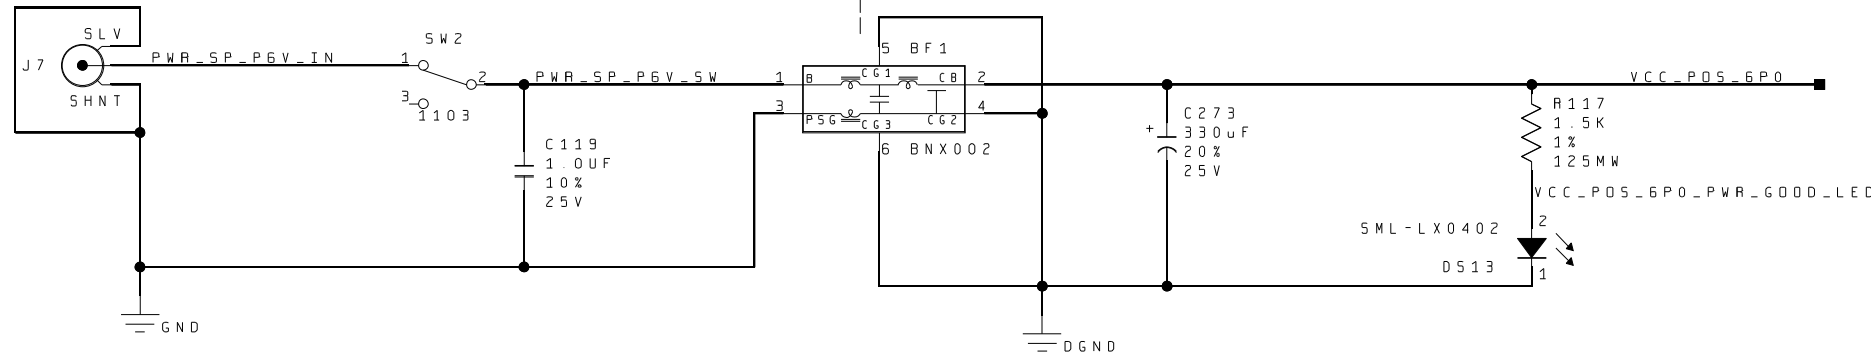 J7
SLV
SHNT
PWR_SP_P6V_IN
SW2
1
2
3
1103
PWR_SP_P6V_SW
C119
1.0UF
10%
25V
GND
5
BF1
1
B
CG1
CB
2
3
PSG
CG3
CG2
4
6
BNX002
C273
+
330uF
20%
25V
DGND
VCC_POS_6P0
R117
1.5K
1%
125MW
VCC_POS_6P0_PWR_GOOD_LED
SML-LX0402
2
DS13
1